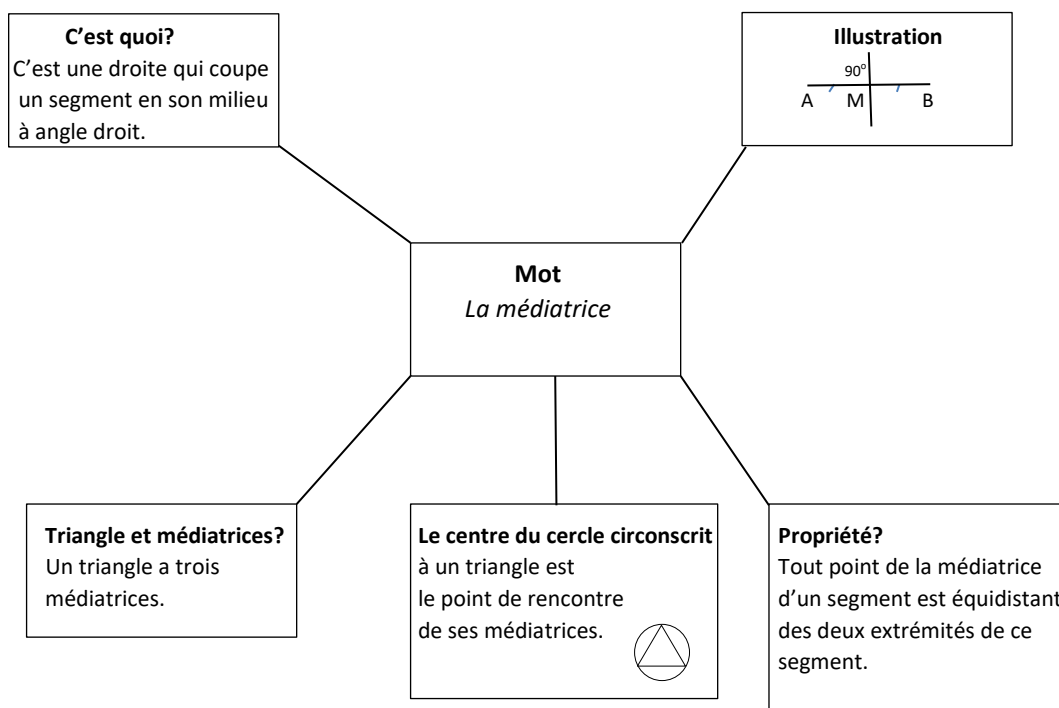 C'est quoi?
C'est une droite qui coupe
un segment en son milieu
à angle droit.
Illustration
90°
A M B
Mot
La médiatrice
Triangle et médiatrices?
Un triangle a trois
médiatrices.
Le centre du cercle circonscrit
à un triangle est
le point de rencontre
de ses médiatrices.
Propriété?
Tout point de la médiatrice
d'un segment est équidistant
des deux extrémités de ce
segment.